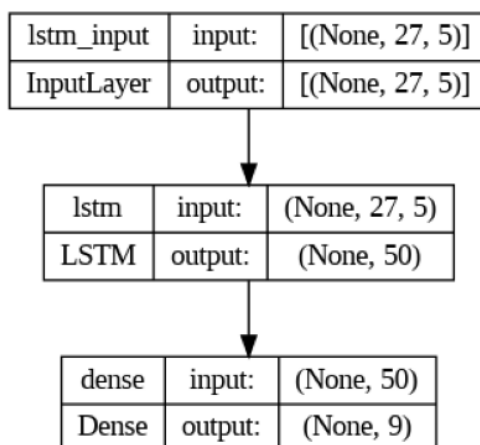 lstm_input input: [(None, 27, 5)]
InputLayer output: [(None, 27, 5)]
lstm input: (None, 27, 5)
LSTM output: (None, 50)
dense input: (None, 50)
Dense output: (None, 9)